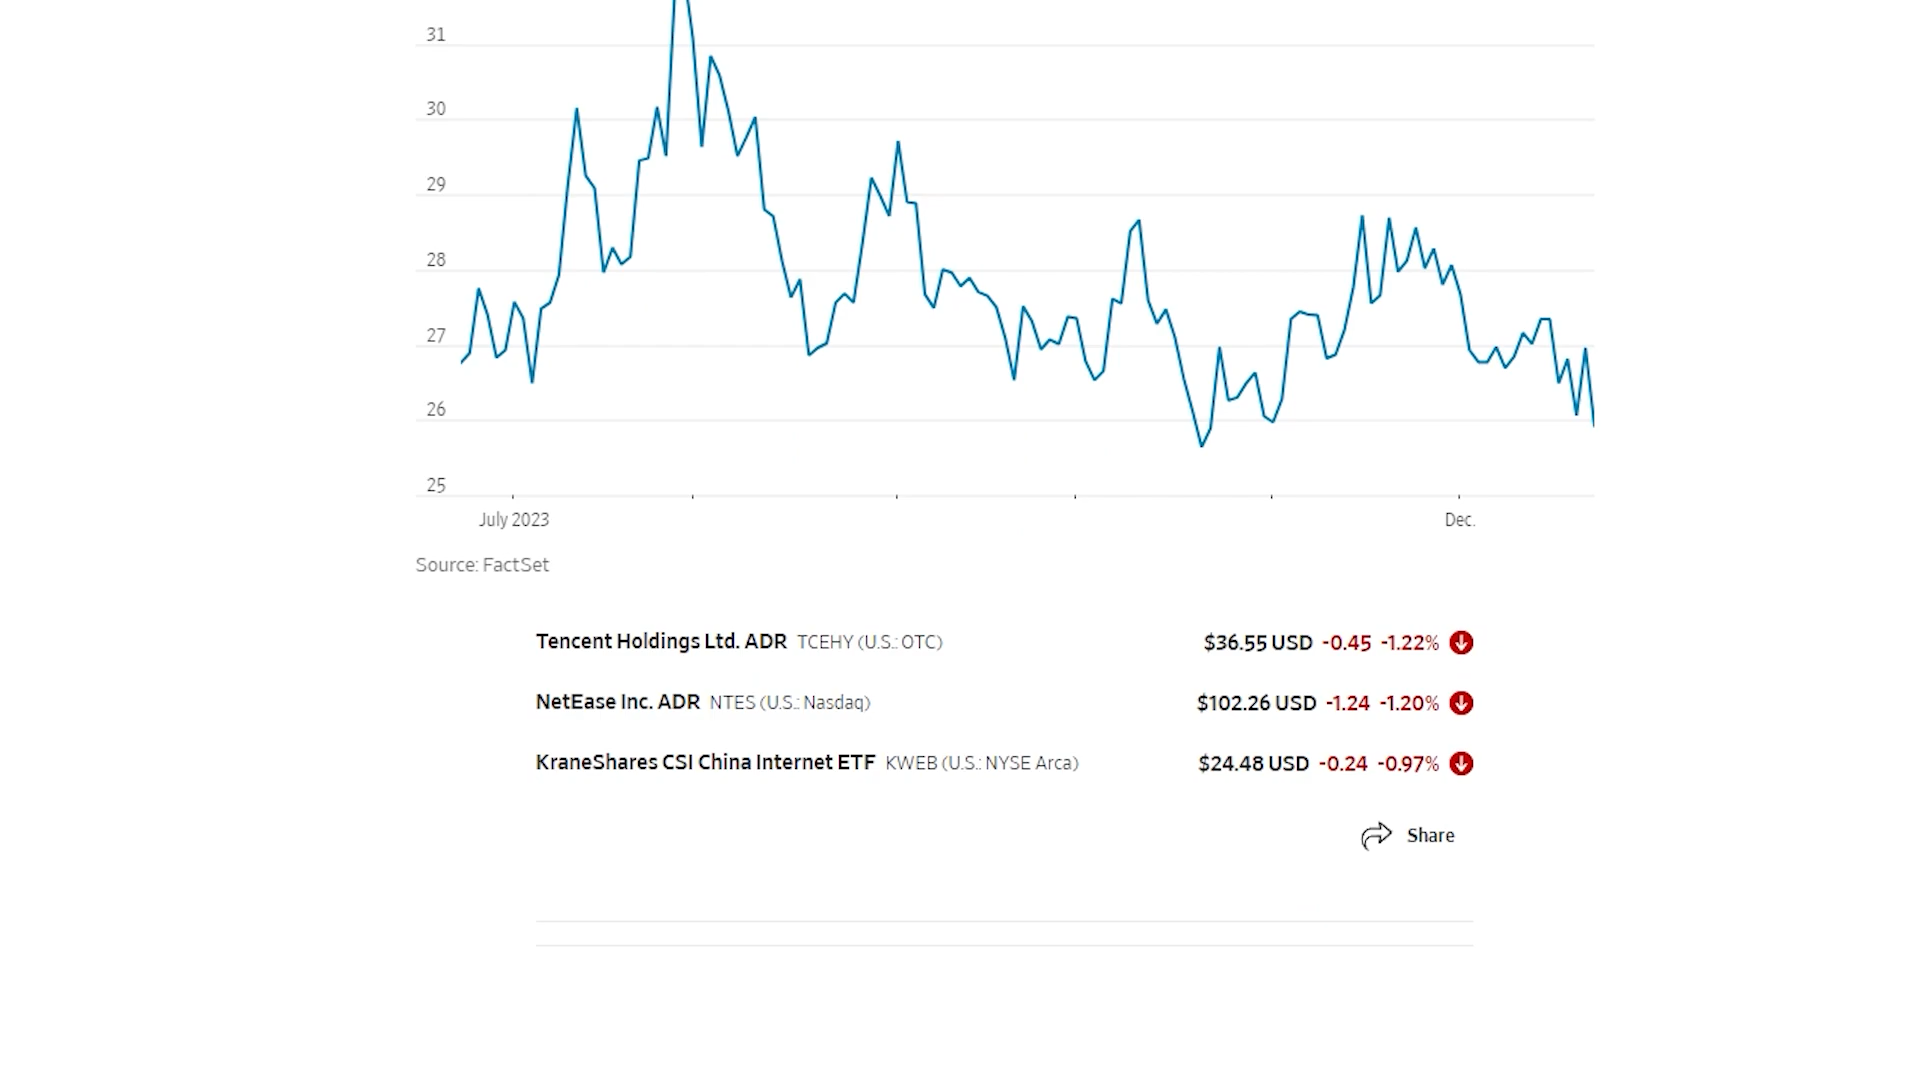 31
30
29
28
27
26
25
July 2023 Dec.
Source: FactSet
Tencent Holdings Ltd. ADR TCEHY (U.S.: OTC) $36.55 USD -0.45 -1.22%
NetEase Inc. ADR NTES (U.S.: Nasdaq) $102.26 USD -1.24 -1.20%
KraneShares CSI China Internet ETF KWEB (U.S.: NYSE Arca) $24.48 USD -0.24 -0.97%
Share